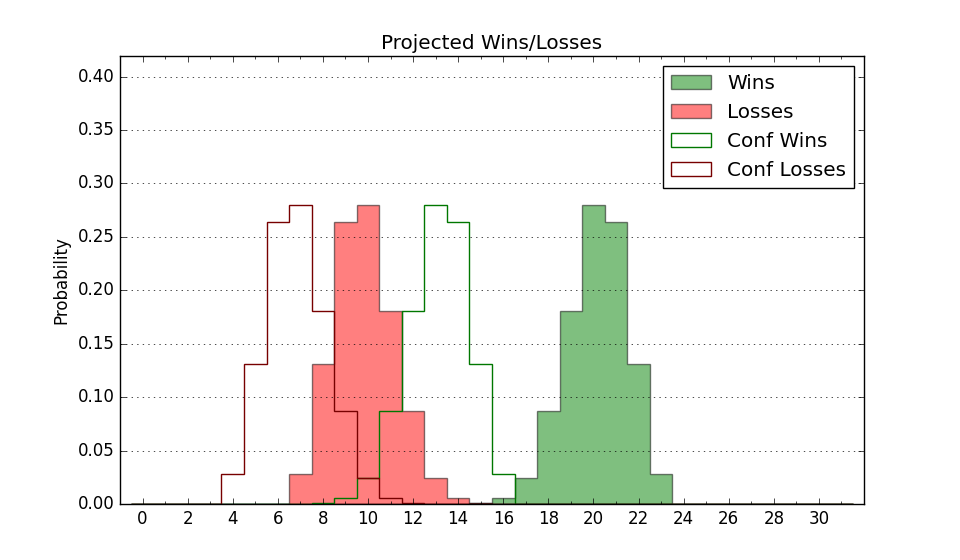 Projected Wins/Losses
Wins
Losses
Conf Wins
Conf Losses
Probability
0.40
0.35
0.30
0.25
0.20
0.15
0.10
0.05
0.00
0 2 4 6 8 10 12 14 16 18 20 22 24 26 28 30